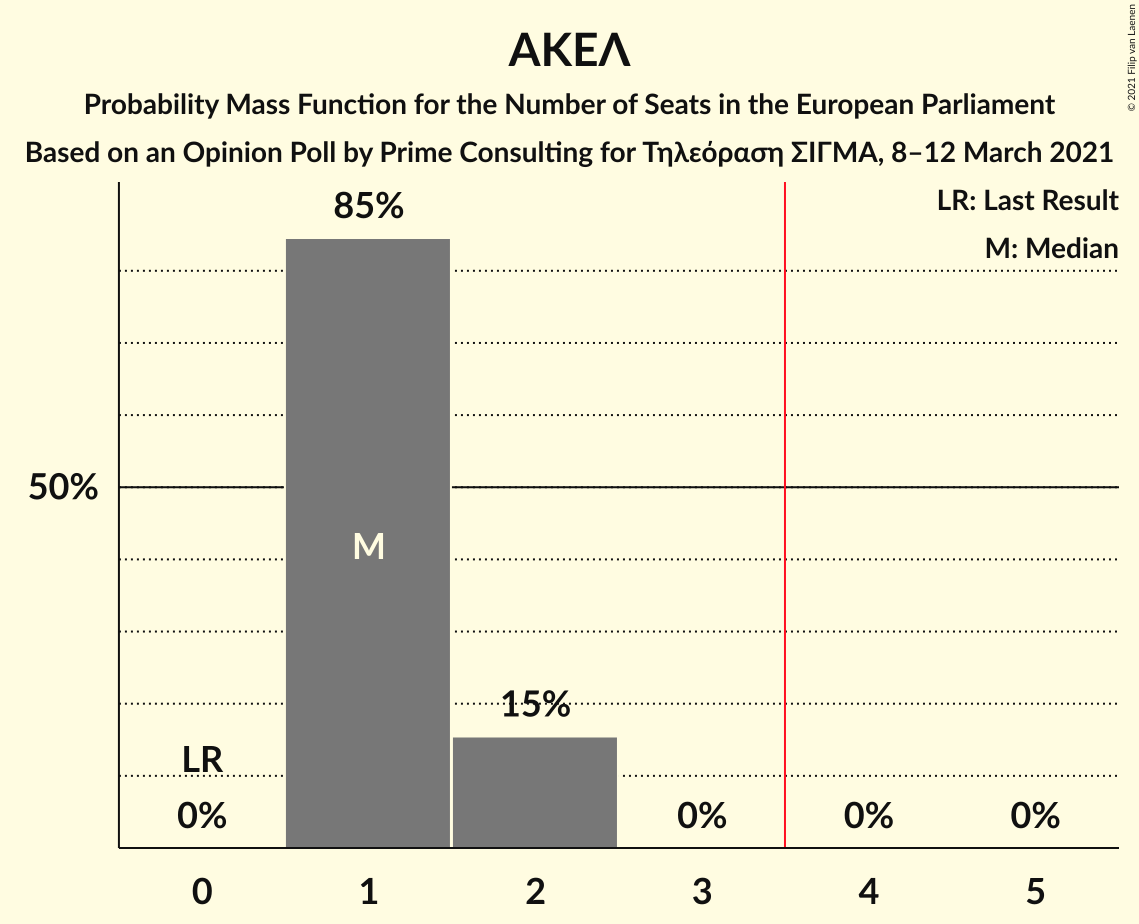 ΑΚΕΛ
Probability Mass Function for the Number of Seats in the European Parliament
Based on an Opinion Poll by Prime Consulting for Τηλεόραση ΣΙΓΜΑ, 8–12 March 2021
© 2021 Filip van Laenen
LR: Last Result
M: Median
85%
50%
M
15%
LR
0%
0%
0%
0%
0
1
2
3
4
5